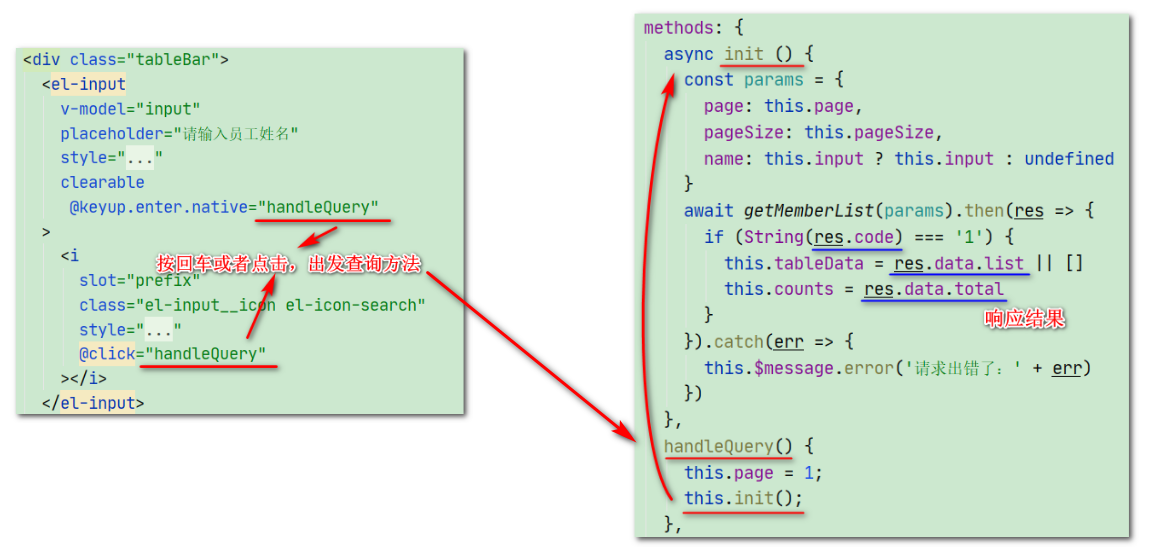 <div class="tableBar">
<el-input
v-model="input"
placeholder="请输入员工姓名"
style="..."
clearable
@keyup.enter.native="handleQuery"
>
<i
按回车或者点击，出发查询方法
slot="prefix"
class="el-input__icon el-icon-search"
style="..."
@click="handleQuery"
></i>
</el-input>
methods: {
async init () {
const params = {
page: this.page,
pageSize: this.pageSize,
name: this.input ? this.input : undefined
}
await getMemberList(params).then(res => {
if (String(res.code) === '1') {
this.tableData = res.data.list || []
this.counts = res.data.total
响应结果
}
}).catch(err => {
this.$message.error('请求出错了：' + err)
})
},
handleQuery() {
this.page = 1;
this.init();
},